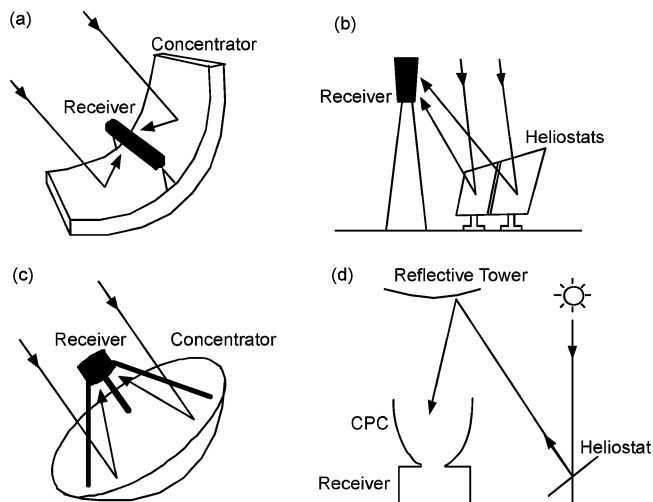 (a)
Concentrator
Receiver
(b)
Receiver
Heliostats
(c)
Receiver
Concentrator
(d)
Reflective Tower
CPC
Heliostat
Receiver